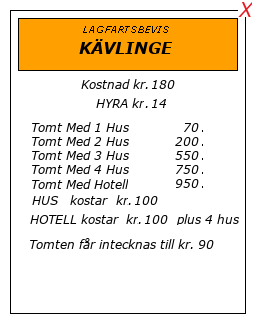 X
LAGFARTSBEVIS
KÄVLINGE
Kostnad kr. 180
HYRA kr. 14
Tomt Med 1 Hus 70.
Tomt Med 2 Hus 200.
Tomt Med 3 Hus 550.
Tomt Med 4 Hus 750.
Tomt Med Hotell 950.
HUS kostar kr. 100
HOTELL kostar kr. 100 plus 4 hus
Tomten får intecknas till kr. 90